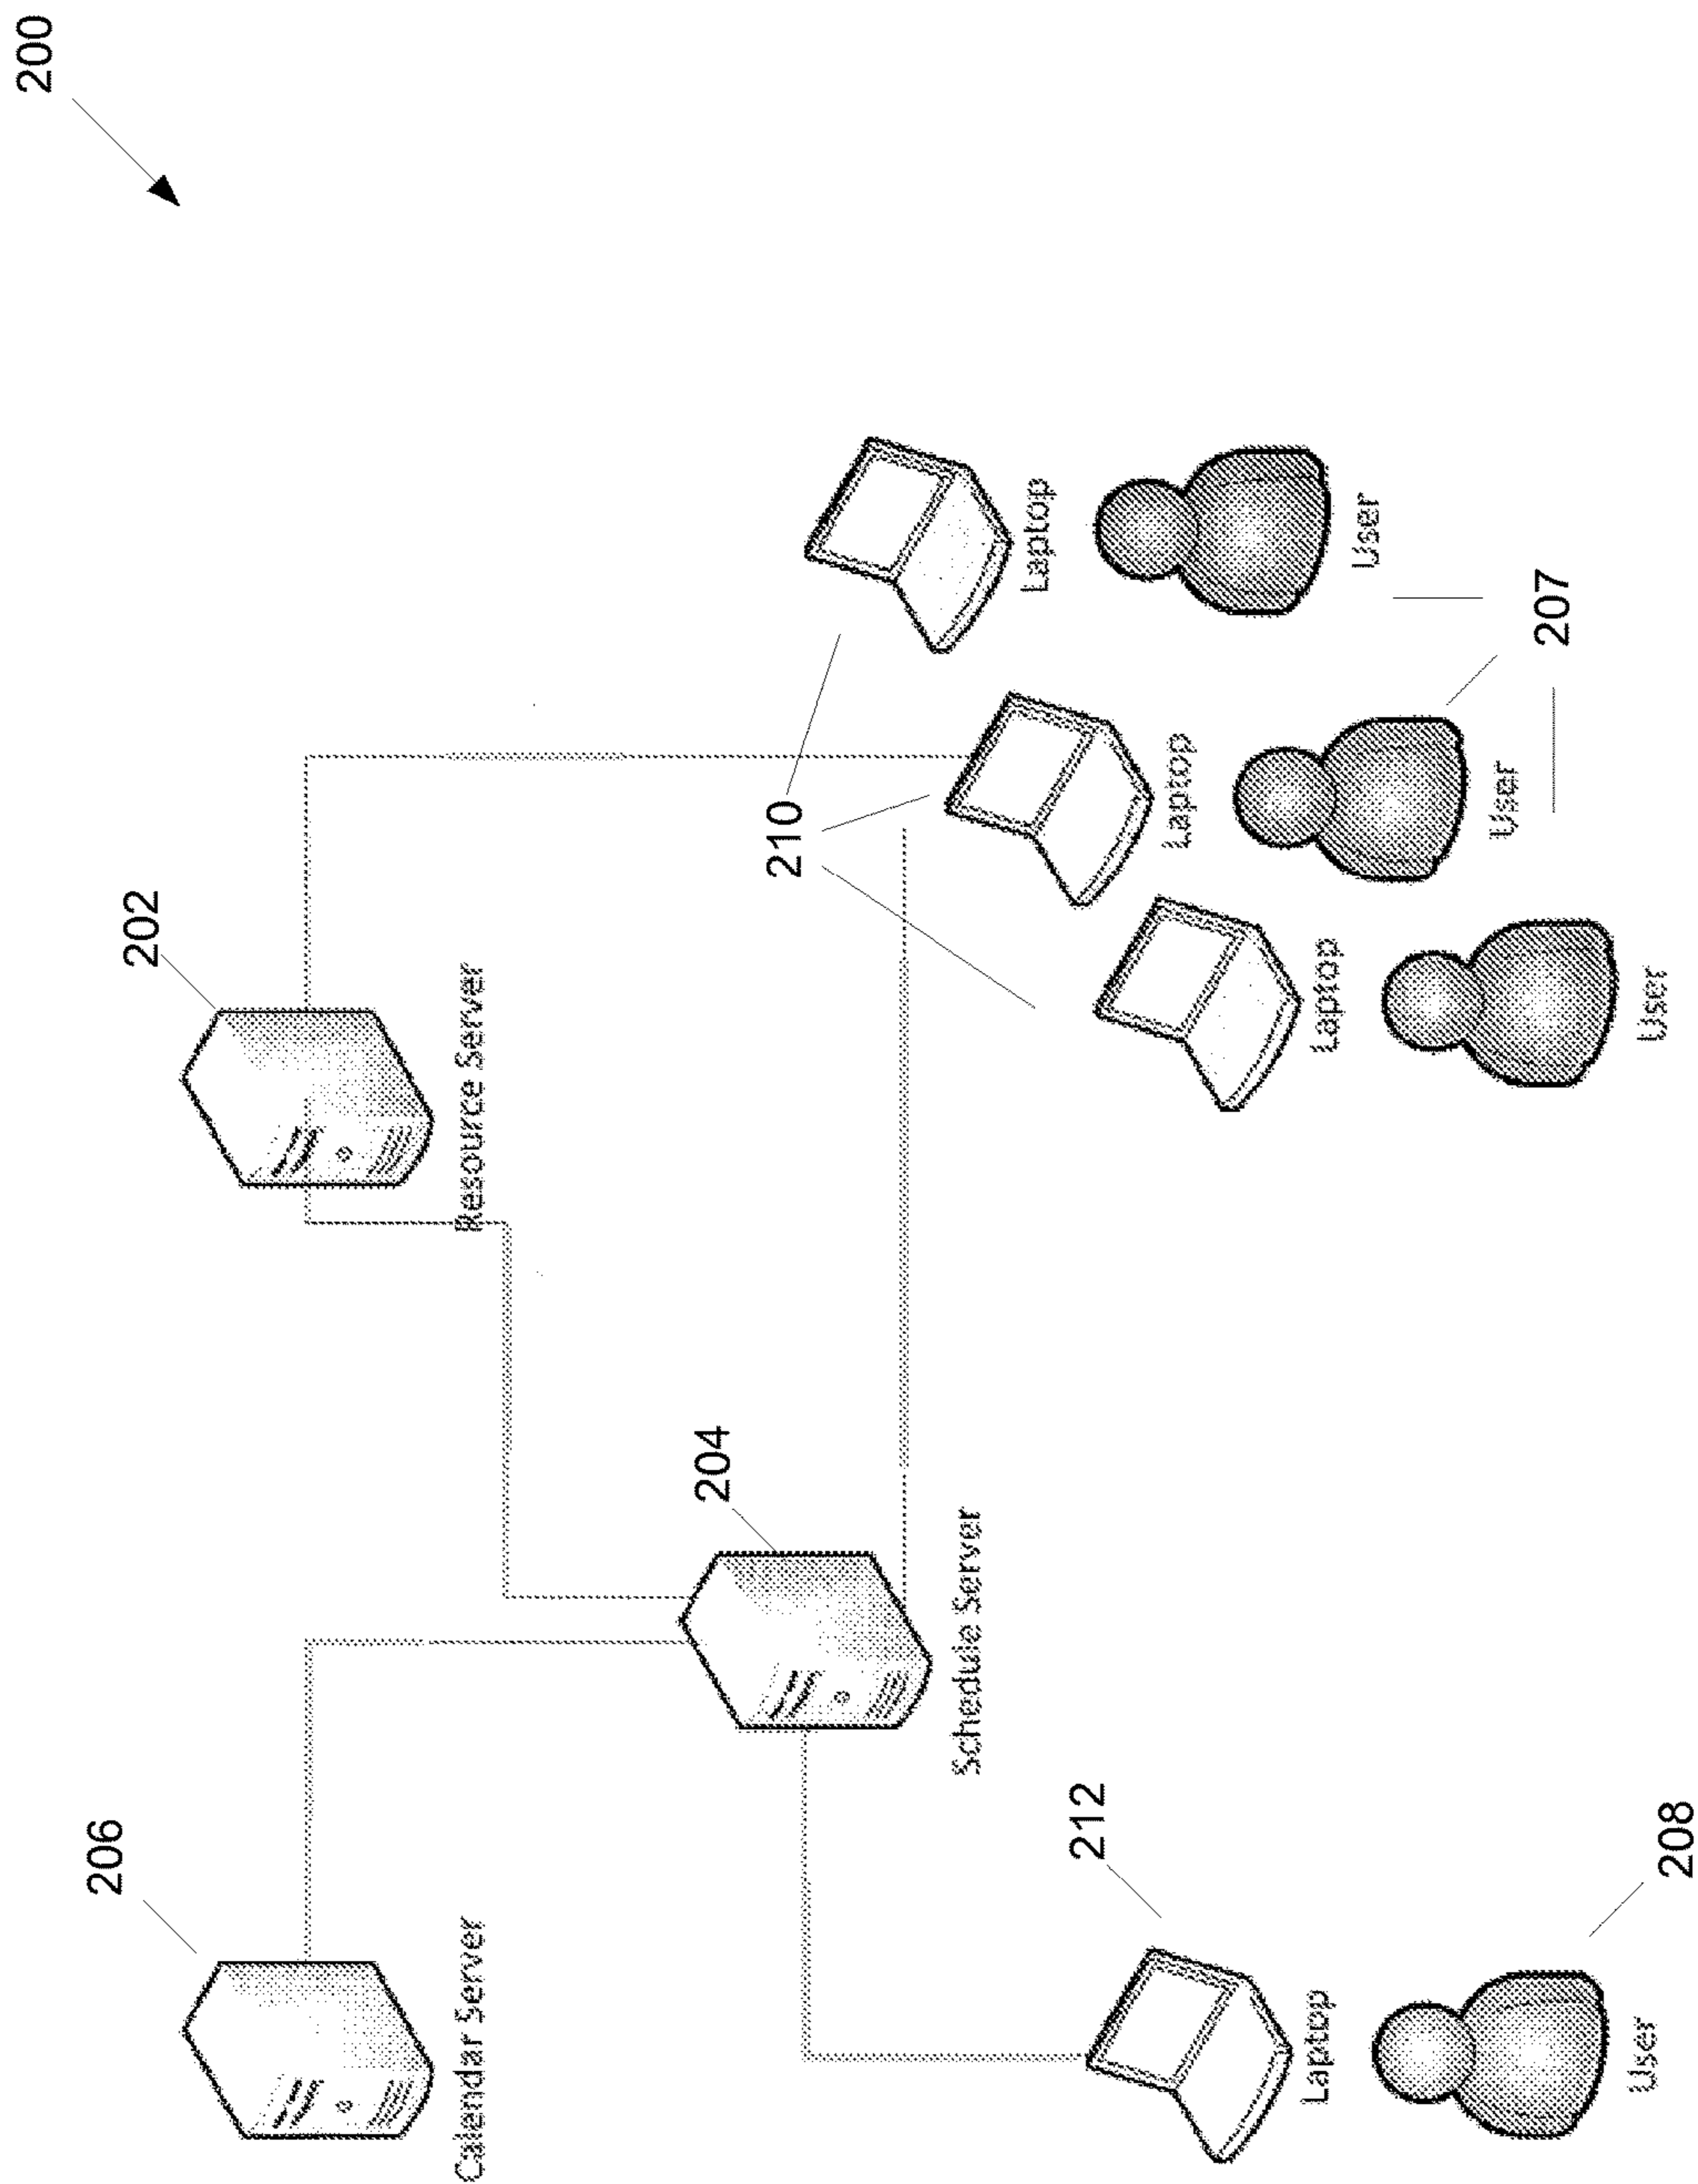 200
206
Calendar Server
202
Resource Server
204
Schedule Server
210
212
Laptop
User
208
Laptop
User
Laptop
User
Laptop
User
207